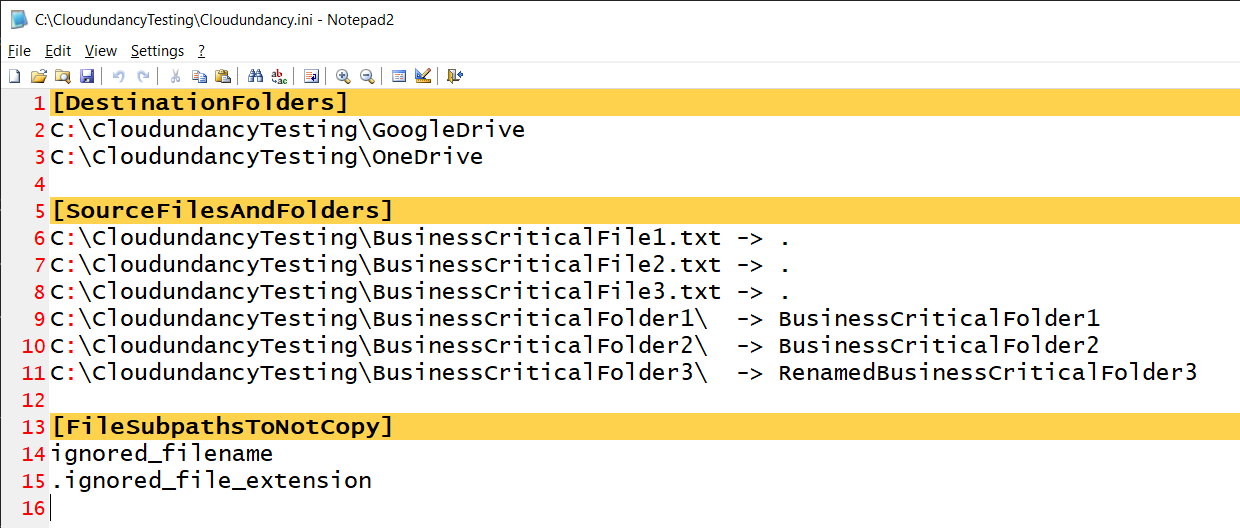 C:\CloudundancyTesting\Cloudundancy.ini - Notepad2
File Edit View Settings ?
1 [DestinationFolders]
2 C:\CloudundancyTesting\GoogleDrive
3 C:\CloudundancyTesting\OneDrive
4
5 [SourceFilesAndFolders]
6 C:\CloudundancyTesting\BusinessCriticalFile1.txt -> .
7 C:\CloudundancyTesting\BusinessCriticalFile2.txt -> .
8 C:\CloudundancyTesting\BusinessCriticalFile3.txt -> .
9 C:\CloudundancyTesting\BusinessCriticalFolder1\  -> BusinessCriticalFolder1
10 C:\CloudundancyTesting\BusinessCriticalFolder2\  -> BusinessCriticalFolder2
11 C:\CloudundancyTesting\BusinessCriticalFolder3\  -> RenamedBusinessCriticalFolder3
12
13 [FileSubpathsToNotCopy]
14 ignored_filename
15 .ignored_file_extension
16